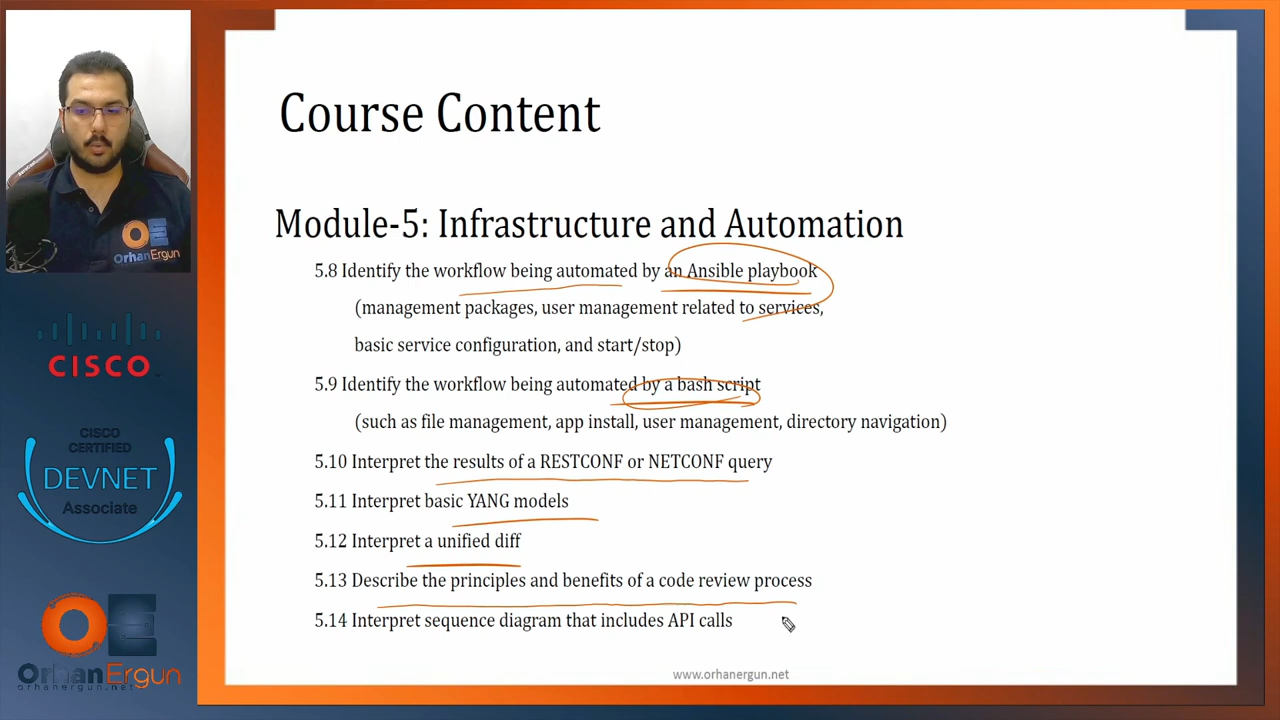 Course Content
Module-5: Infrastructure and Automation
5.8 Identify the workflow being automated by an Ansible playbook
(management packages, user management related to services,
basic service configuration, and start/stop)
5.9 Identify the workflow being automated by a bash script
(such as file management, app install, user management, directory navigation)
5.10 Interpret the results of a RESTCONF or NETCONF query
5.11 Interpret basic YANG models
5.12 Interpret a unified diff
5.13 Describe the principles and benefits of a code review process
5.14 Interpret sequence diagram that includes API calls
www.orhanergun.net
OE
OrhanErgun
CISCO
CISCO
CERTIFIED
DEVNET
Associate
OE
OrhanErgun
orhanergun.net